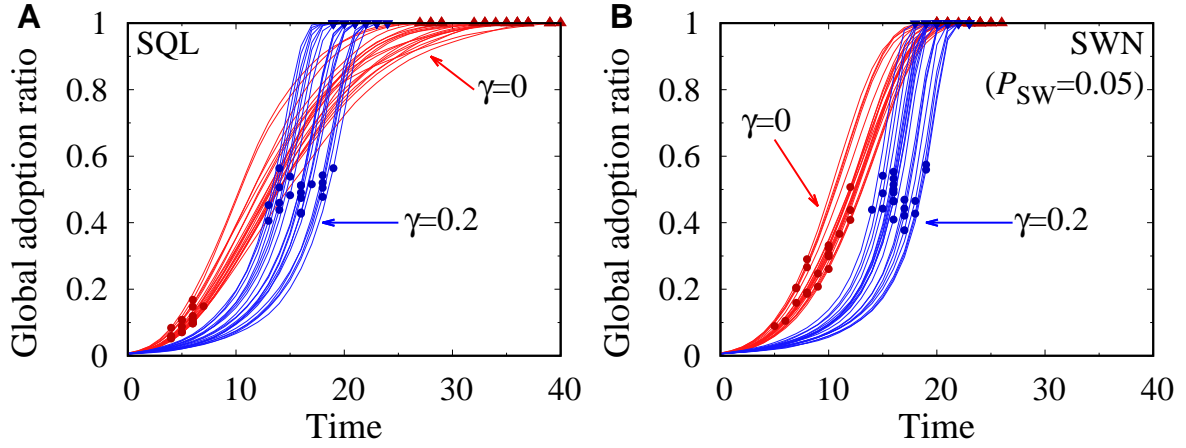 A
SQL
γ=0
γ=0.2
Global adoption ratio
0
0.2
0.4
0.6
0.8
1
0 10 20 30 40
Time
B
SWN
(P_SW=0.05)
γ=0
γ=0.2
Global adoption ratio
0
0.2
0.4
0.6
0.8
1
0 10 20 30 40
Time